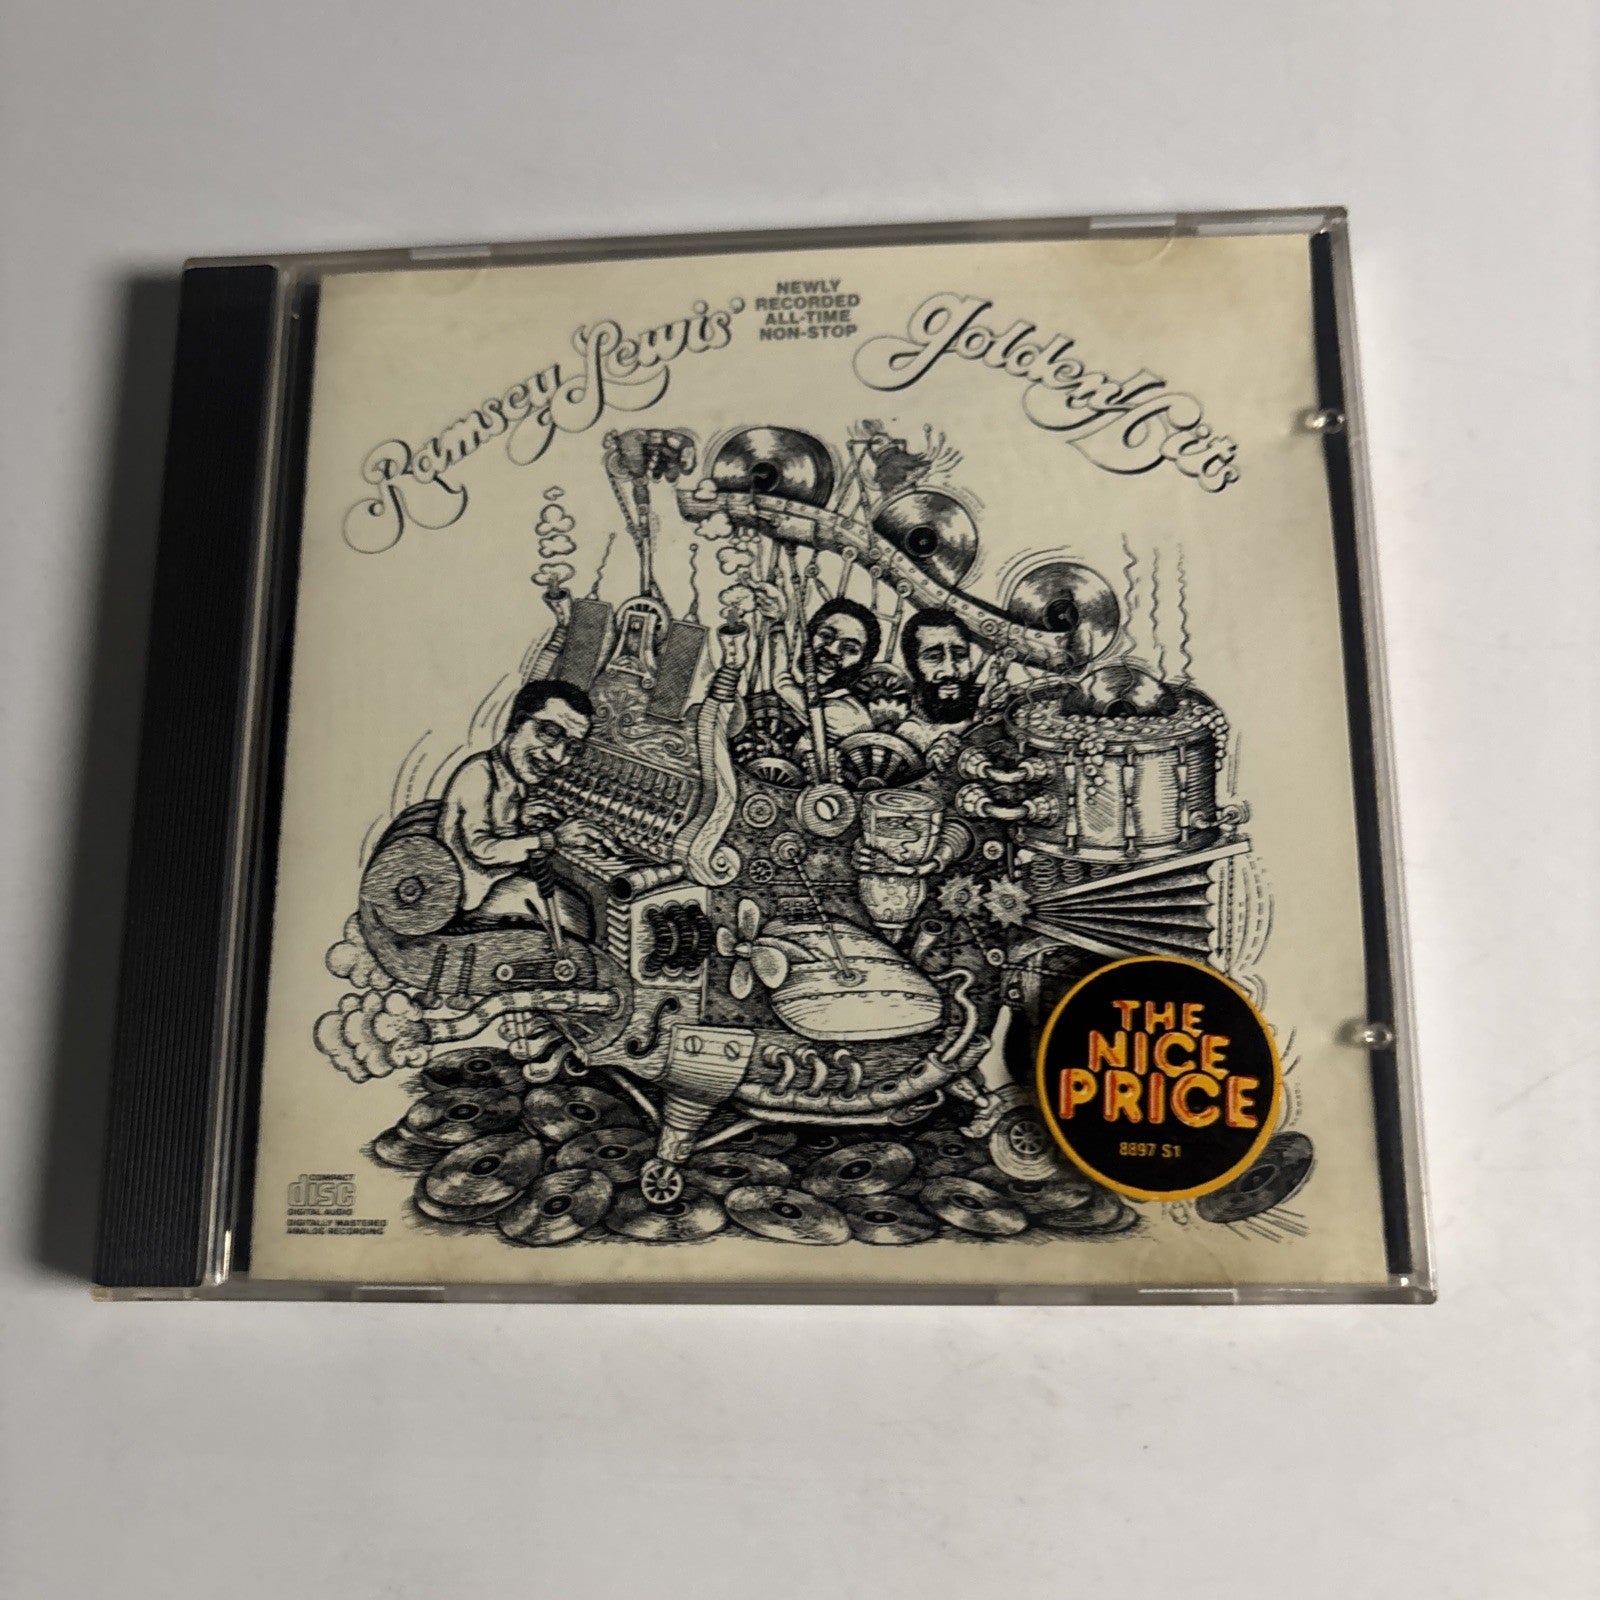 Ramsey Lewis'
NEWLY
RECORDED
ALL-TIME
NON-STOP
Golden Hits
THE
NICE
PRICE
8897 S1
COMPACT
disc
DIGITAL AUDIO
DIGITALLY MASTERED
ANALOG RECORDING